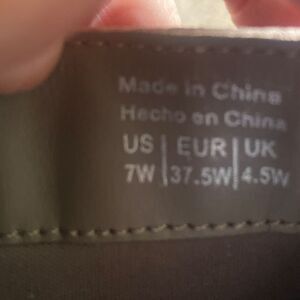 Made in China
Hecho en China
US | EUR | UK
7W | 37.5W | 4.5W